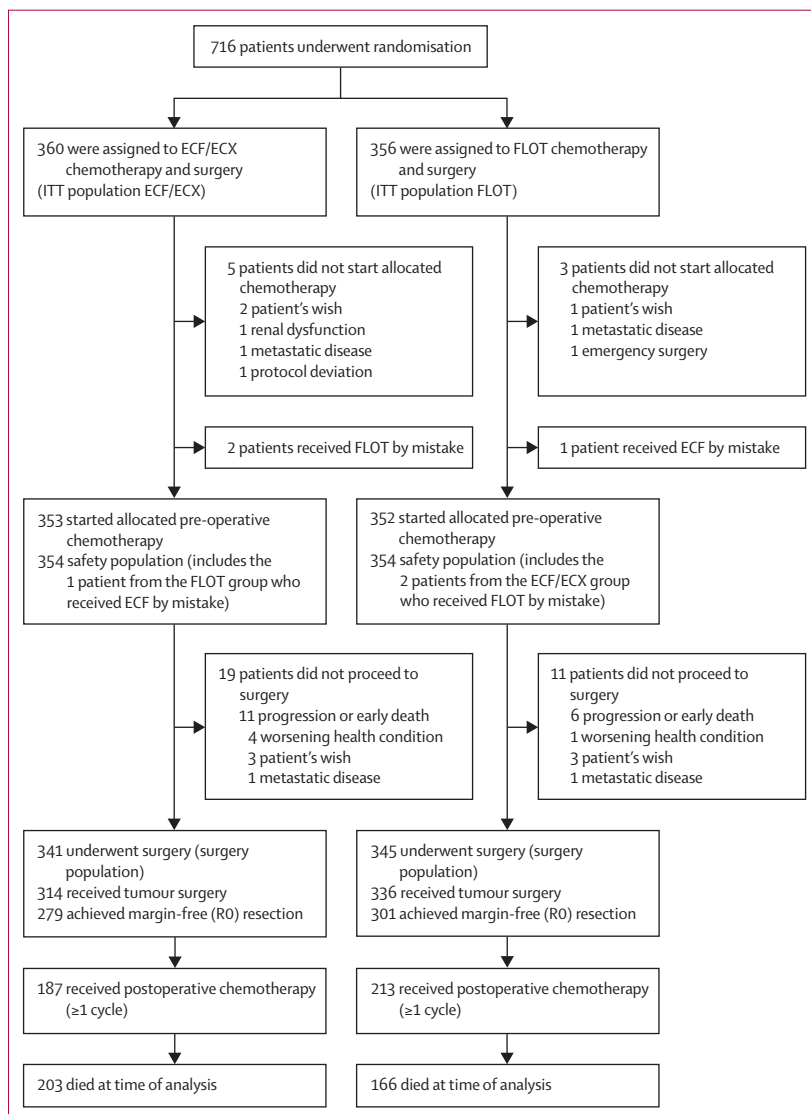 716 patients underwent randomisation
360 were assigned to ECF/ECX
chemotherapy and surgery
(ITT population ECF/ECX)
356 were assigned to FLOT chemotherapy
and surgery
(ITT population FLOT)
5 patients did not start allocated
chemotherapy
2 patient's wish
1 renal dysfunction
1 metastatic disease
1 protocol deviation
3 patients did not start allocated
chemotherapy
1 patient's wish
1 metastatic disease
1 emergency surgery
2 patients received FLOT by mistake
1 patient received ECF by mistake
353 started allocated pre-operative
chemotherapy
354 safety population (includes the
1 patient from the FLOT group who
received ECF by mistake)
352 started allocated pre-operative
chemotherapy
354 safety population (includes the
2 patients from the ECF/ECX group
who received FLOT by mistake)
19 patients did not proceed to
surgery
11 progression or early death
4 worsening health condition
3 patient's wish
1 metastatic disease
11 patients did not proceed to
surgery
6 progression or early death
1 worsening health condition
3 patient's wish
1 metastatic disease
341 underwent surgery (surgery
population)
314 received tumour surgery
279 achieved margin-free (R0) resection
345 underwent surgery (surgery
population)
336 received tumour surgery
301 achieved margin-free (R0) resection
187 received postoperative chemotherapy
(≥1 cycle)
213 received postoperative chemotherapy
(≥1 cycle)
203 died at time of analysis
166 died at time of analysis